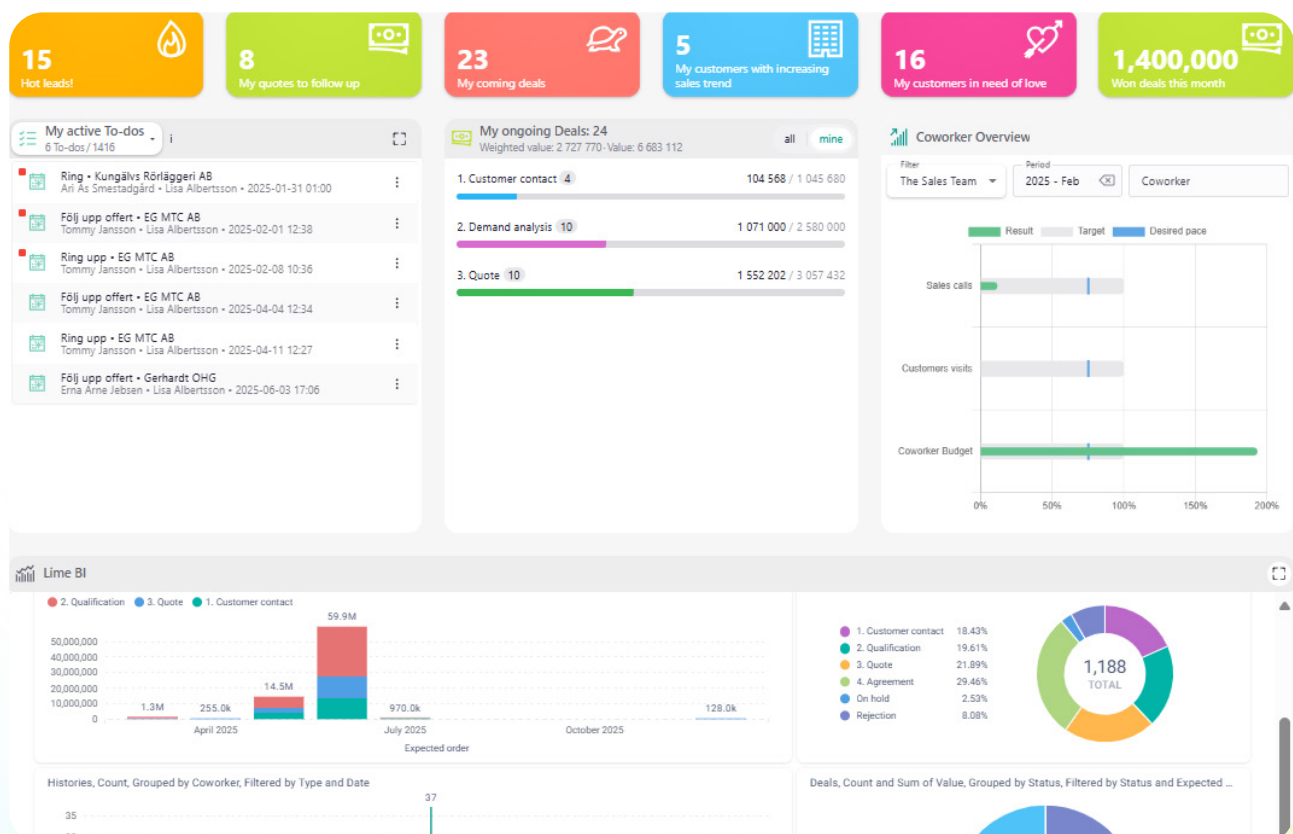 15
Hot leads!
8
My quotes to follow up
23
My coming deals
5
My customers with increasing
sales trend
16
My customers in need of love
1,400,000
Won deals this month
My active To-dos
6 To-dos / 1416
i
Ring • Kungälvs Rörläggeri AB
Ari As Smestadgård • Lisa Albertsson • 2025-01-31 01:00
Följ upp offert • EG MTC AB
Tommy Jansson • Lisa Albertsson • 2025-02-01 12:38
Ring upp • EG MTC AB
Tommy Jansson • Lisa Albertsson • 2025-02-08 10:36
Följ upp offert • EG MTC AB
Tommy Jansson • Lisa Albertsson • 2025-04-04 12:34
Ring upp • EG MTC AB
Tommy Jansson • Lisa Albertsson • 2025-04-11 12:27
Följ upp offert • Gerhardt OHG
Erna Arne Jebsen • Lisa Albertsson • 2025-06-03 17:06
My ongoing Deals: 24
Weighted value: 2 727 770 · Value: 6 683 112
all mine
1. Customer contact 4 104 568 / 1 045 680
2. Demand analysis 10 1 071 000 / 2 580 000
3. Quote 10 1 552 202 / 3 057 432
Coworker Overview
Filter
The Sales Team
Period
2025 - Feb
Coworker
Result Target Desired pace
Sales calls
Customers visits
Coworker Budget
0% 50% 100% 150% 200%
Lime BI
2. Qualification 3. Quote 1. Customer contact
59.9M
50,000,000
40,000,000
30,000,000
20,000,000
10,000,000
0
1.3M 255.0k 14.5M 970.0k 128.0k
April 2025 July 2025 October 2025
Expected order
1. Customer contact 18.43%
2. Qualification 19.61%
3. Quote 21.89%
4. Agreement 29.46%
On hold 2.53%
Rejection 8.08%
1,188
TOTAL
Histories, Count, Grouped by Coworker, Filtered by Type and Date
37
35
Deals, Count and Sum of Value, Grouped by Status, Filtered by Status and Expected ...